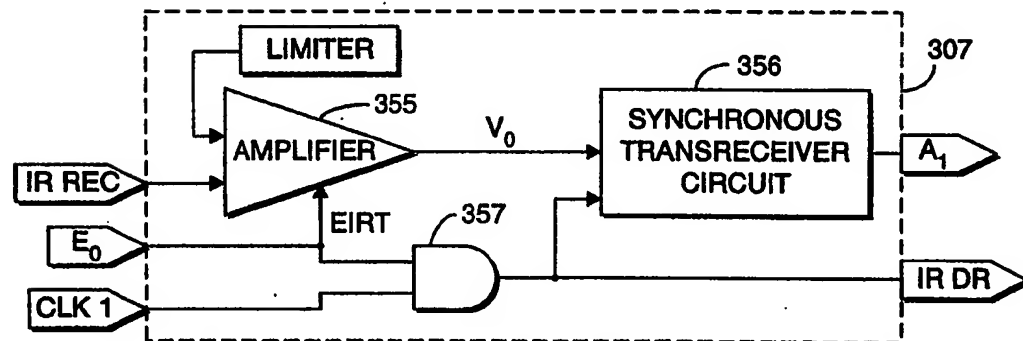 LIMITER
355
356
307
AMPLIFIER
V0
SYNCHRONOUS
TRANSRECEIVER
CIRCUIT
A1
IR REC
EIRT
357
E0
IR DR
CLK 1